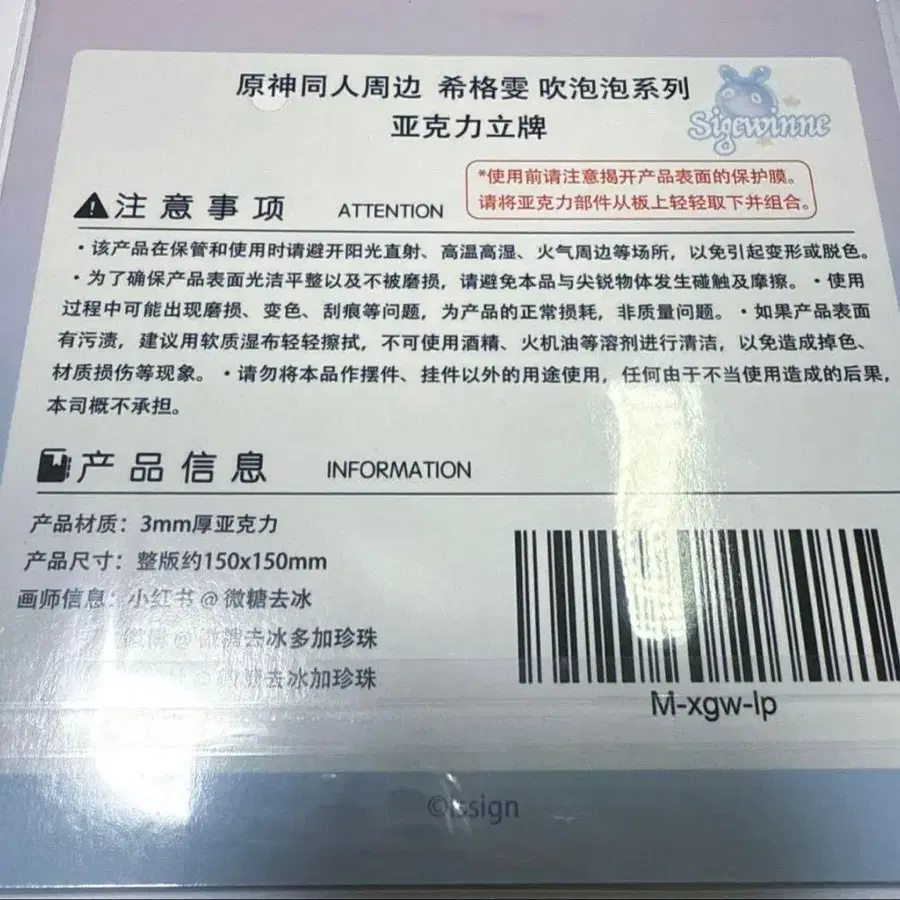 原神同人周边 希格雯 吹泡泡系列
亚克力立牌
Sigewinne
*使用前请注意揭开产品表面的保护膜。
请将亚克力部件从板上轻轻取下并组合。
注意事项 ATTENTION
·该产品在保管和使用时请避开阳光直射、高温高湿、火气周边等场所，以免引起变形或脱色。
·为了确保产品表面光洁平整以及不被磨损，请避免本品与尖锐物体发生碰触及摩擦。·使用
过程中可能出现磨损、变色、刮痕等问题，为产品的正常损耗，非质量问题。·如果产品表面
有污渍，建议用软质湿布轻轻擦拭，不可使用酒精、火机油等溶剂进行清洁，以免造成掉色、
材质损伤等现象。·请勿将本品作摆件、挂件以外的用途使用，任何由于不当使用造成的后果，
本司概不承担。
产品信息 INFORMATION
产品材质：3mm厚亚克力
产品尺寸：整版约150x150mm
画师信息：小红书@微糖去冰
@微糖去冰多加珍珠
去冰加珍珠
M-xgw-lp